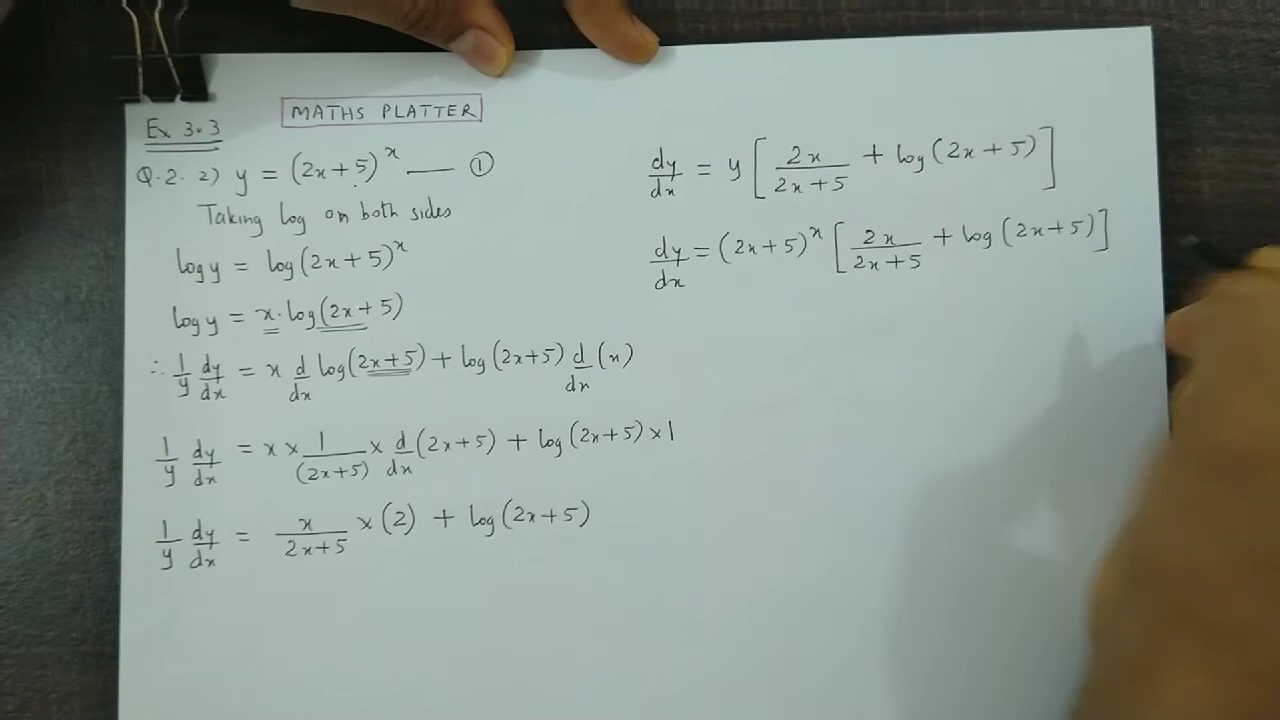 MATHS PLATTER
Ex 3.3
Q.2. 2) y = (2x+5)^x —— ①
Taking log on both sides
log y = log(2x+5)^x
log y = x·log(2x+5)
∴ 1/y dy/dx = x d/dx log(2x+5) + log(2x+5) d/dx (x)
1/y dy/dx = x × 1/(2x+5) × d/dx (2x+5) + log(2x+5) × 1
1/y dy/dx = x/2x+5 × (2) + log(2x+5)
dy/dx = y [2x/2x+5 + log(2x+5)]
dy/dx = (2x+5)^x [2x/2x+5 + log(2x+5)]